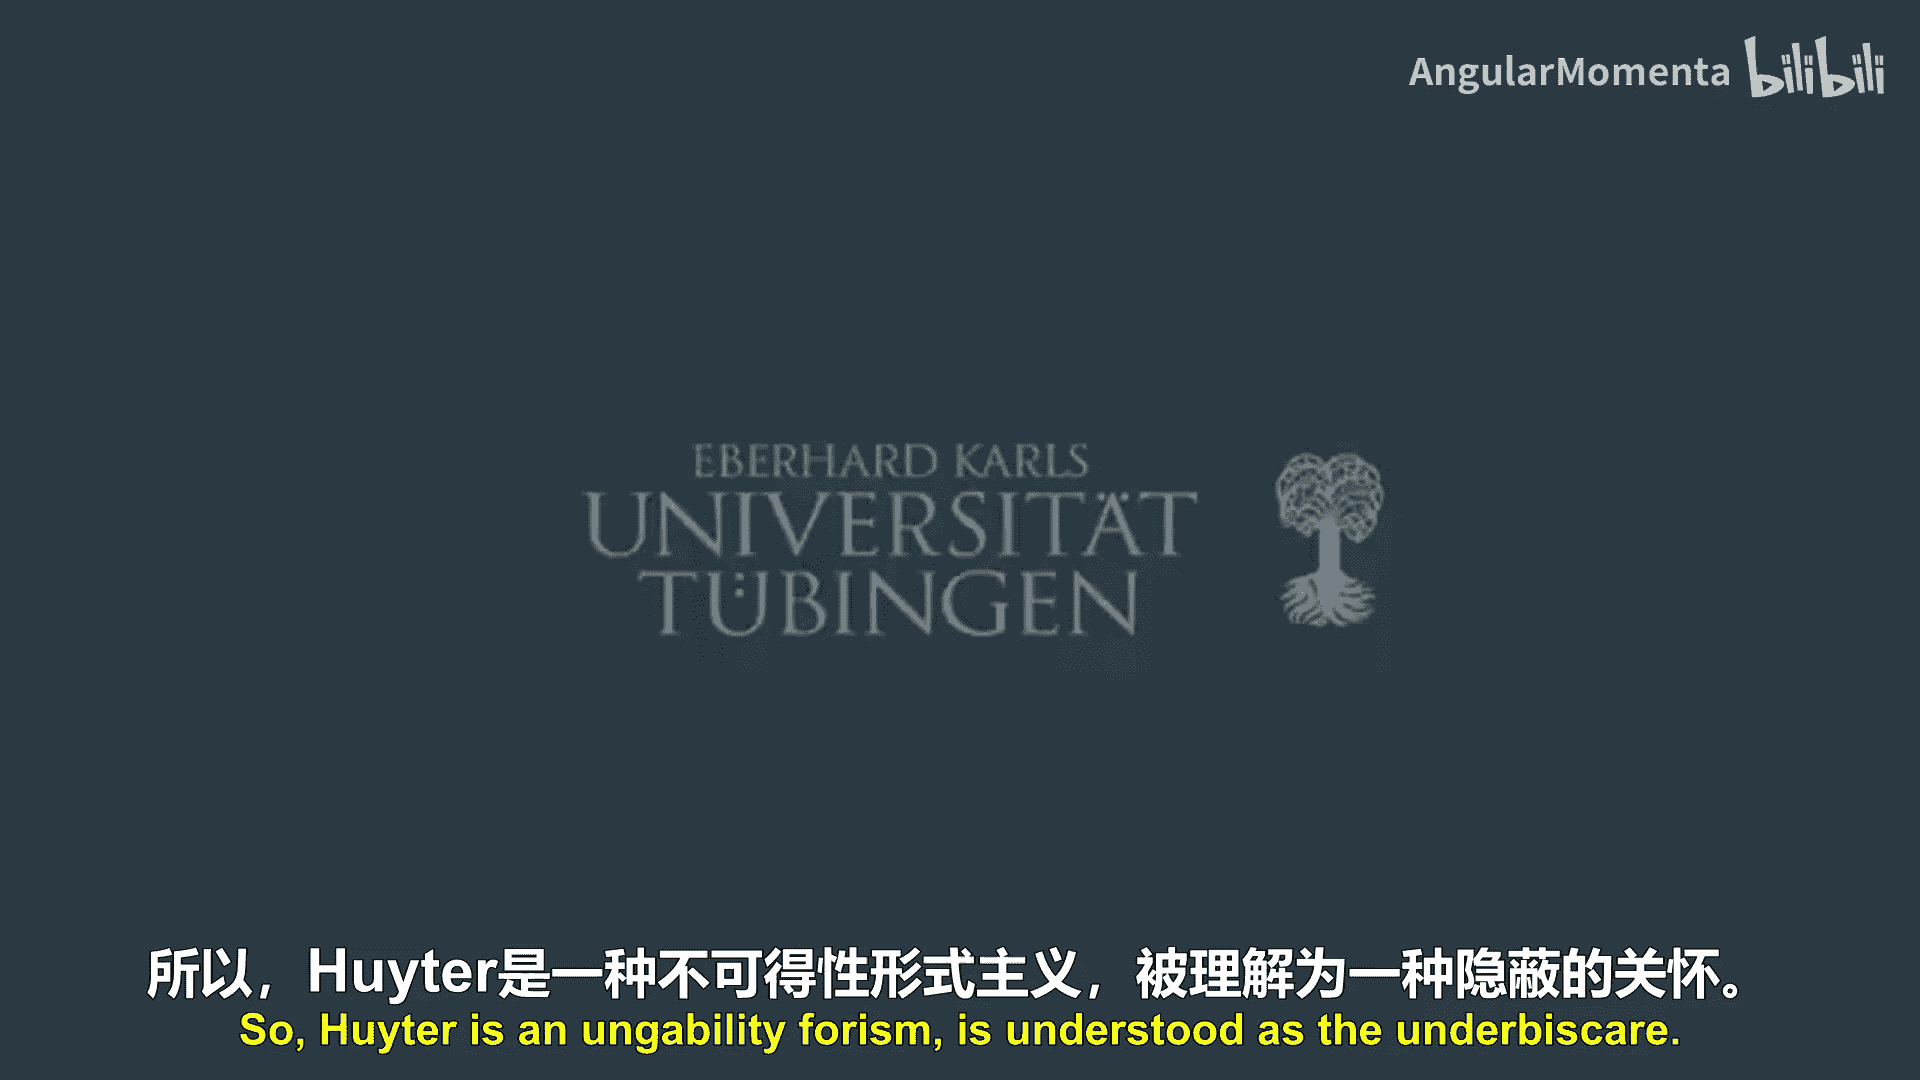 AngularMomenta bilibili
EBERHARD KARLS
UNIVERSITÄT
TÜBINGEN
所以，Huyter是一种不可得性形式主义，被理解为一种隐蔽的关怀。
So, Huyter is an ungability forism, is understood as the underbiscare.